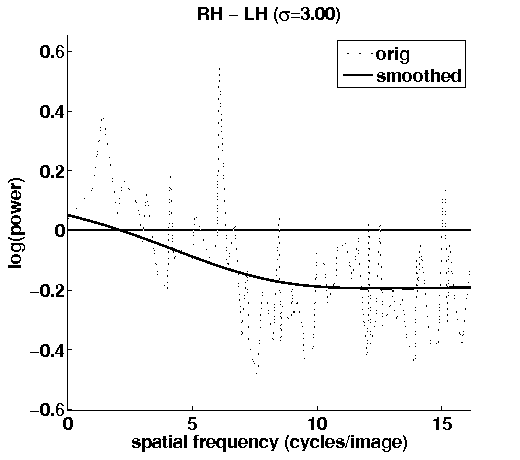 RH − LH (σ=3.00)
orig
smoothed
0.6
0.4
0.2
0
−0.2
−0.4
−0.6
log(power)
0 5 10 15
spatial frequency (cycles/image)